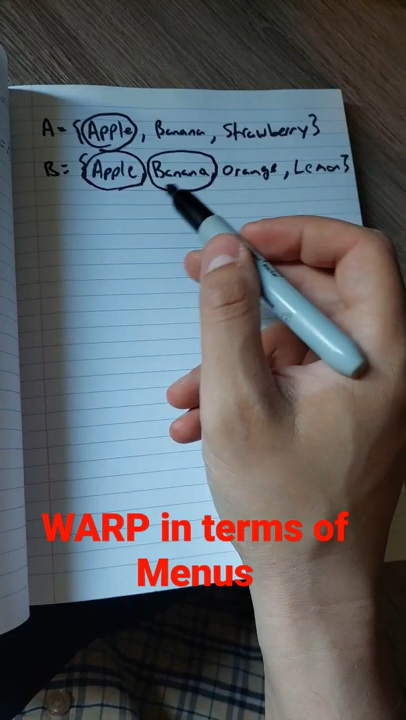 A = {Apple, Banana, Strawberry}
B = {Apple, Banana, Orange, Lemon}
WARP in terms of
Menus